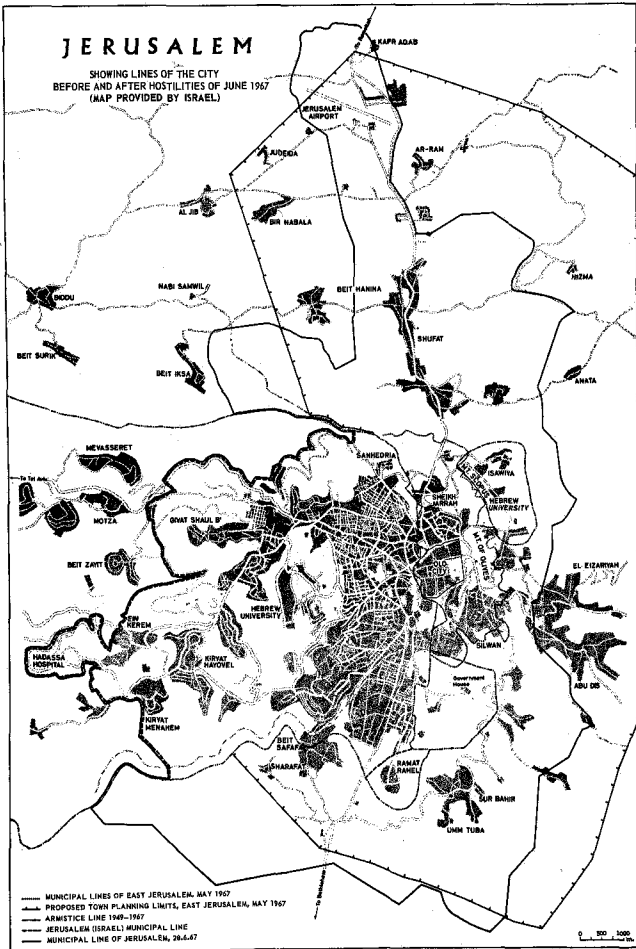 JERUSALEM
SHOWING LINES OF THE CITY
BEFORE AND AFTER HOSTILITIES OF JUNE 1967
(MAP PROVIDED BY ISRAEL)
KAFR AQAB
JERUSALEM
AIRPORT
JUDEIDA
AR-RAM
AL JIB
BIR NABALA
HIZMA
NABI SAMWIL
BEIT HANINA
BIDDU
SHUFAT
BEIT SURIK
BEIT IKSA
ANATA
MEVASSERET
SANHEDRIA
ISAWIYA
To Tel Aviv
MT SCOPUS
SHEIKH
JARRAH
HEBREW
UNIVERSITY
MOTZA
GIVAT SHAUL B'
MT OF OLIVES
BEIT ZAYIT
OLD
CITY
EL EIZARIYAH
HEBREW
UNIVERSITY
EIN
KEREM
SILWAN
HADASSA
HOSPITAL
KIRYAT
HAYOVEL
ABU DIS
Government
House
KIRYAT
MENAHEM
BEIT
SAFAFA
SHARAFAT
RAMAT
RAHEL
SUR BAHIR
UMM TUBA
To Bethlehem
MUNICIPAL LINES OF EAST JERUSALEM, MAY 1967
PROPOSED TOWN PLANNING LIMITS, EAST JERUSALEM, MAY 1967
ARMISTICE LINE 1949–1967
JERUSALEM (ISRAEL) MUNICIPAL LINE
MUNICIPAL LINE OF JERUSALEM, 28.6.67
0 500 1000